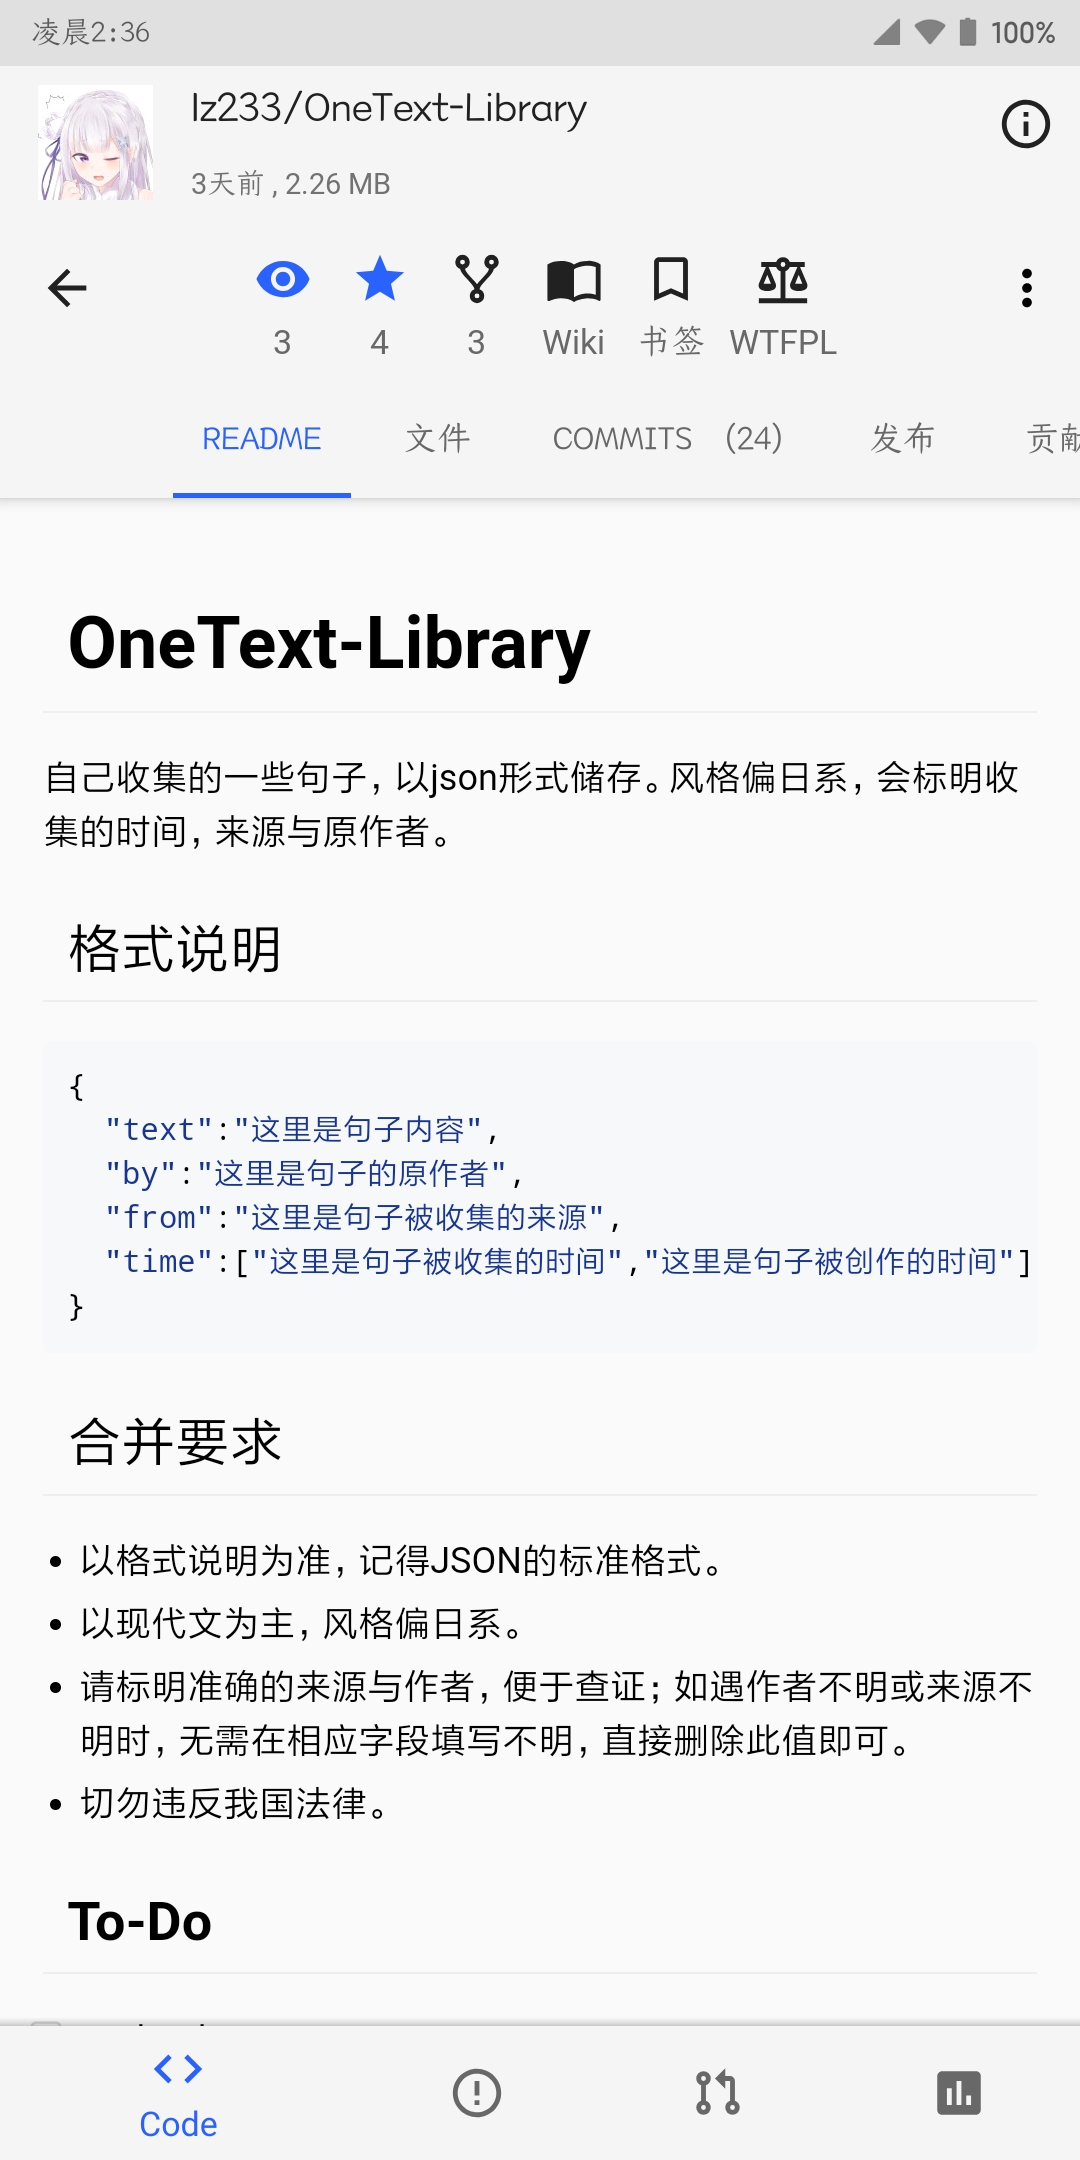 凌晨2:36
100%
lz233/OneText-Library
3天前 , 2.26 MB
3
4
3
Wiki
书签
WTFPL
README
文件
COMMITS (24)
发布
贡献
OneText-Library
自己收集的一些句子，以json形式储存。风格偏日系，会标明收
集的时间，来源与原作者。
格式说明
{
"text":"这里是句子内容",
"by":"这里是句子的原作者",
"from":"这里是句子被收集的来源",
"time":["这里是句子被收集的时间","这里是句子被创作的时间"]
}
合并要求
以格式说明为准，记得JSON的标准格式。
以现代文为主，风格偏日系。
请标明准确的来源与作者，便于查证；如遇作者不明或来源不
明时，无需在相应字段填写不明，直接删除此值即可。
切勿违反我国法律。
To-Do
Code